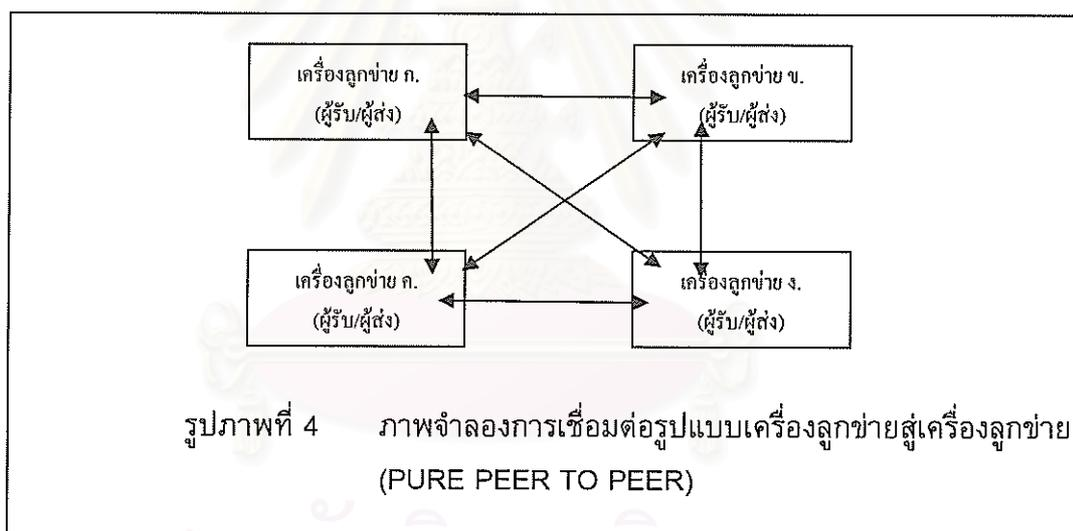 เครื่องลูกข่าย ก.
(ผู้รับ/ผู้ส่ง)
เครื่องลูกข่าย ข.
(ผู้รับ/ผู้ส่ง)
เครื่องลูกข่าย ค.
(ผู้รับ/ผู้ส่ง)
เครื่องลูกข่าย ง.
(ผู้รับ/ผู้ส่ง)
รูปภาพที่ 4 ภาพจำลองการเชื่อมต่อรูปแบบเครื่องลูกข่ายสู่เครื่องลูกข่าย
(PURE PEER TO PEER)